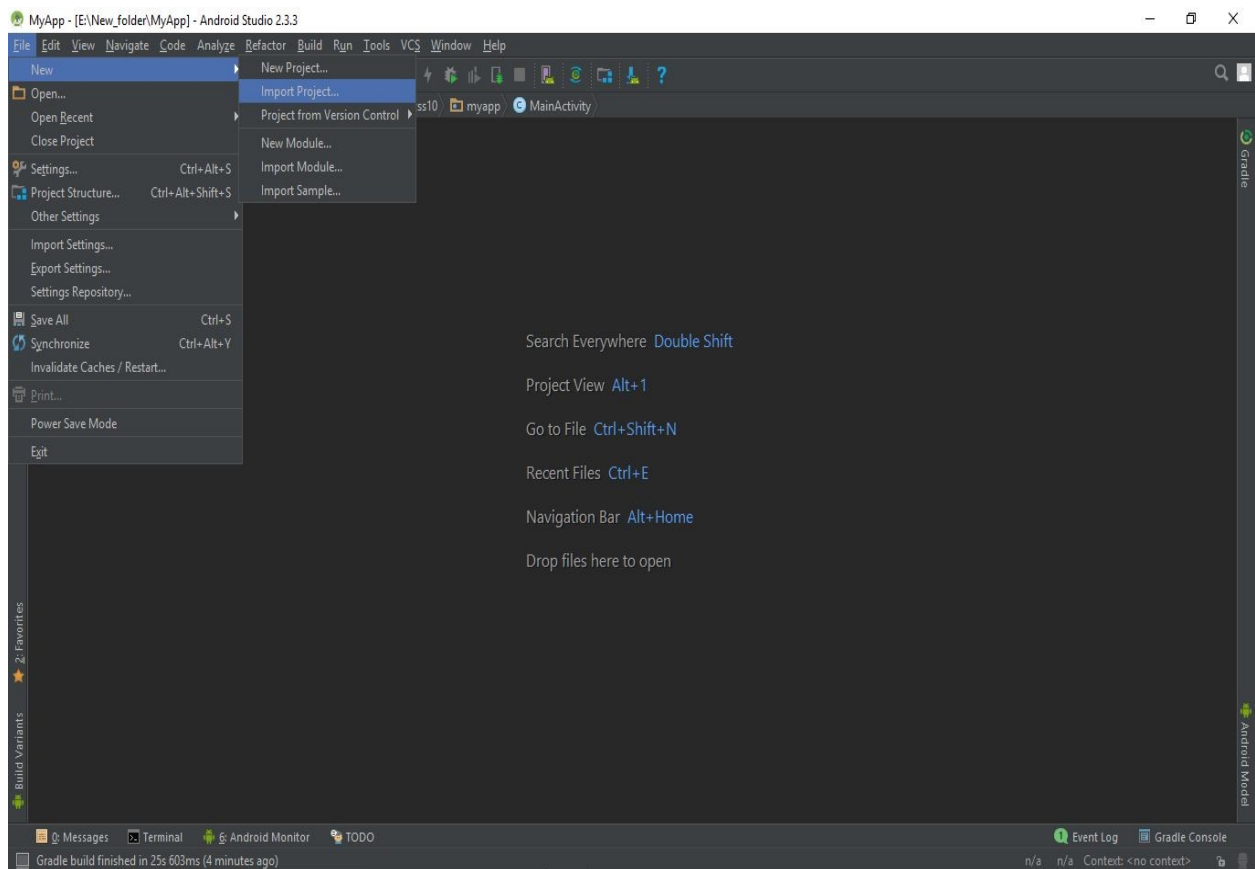 MyApp - [E:\New_folder\MyApp] - Android Studio 2.3.3
File Edit View Navigate Code Analyze Refactor Build Run Tools VCS Window Help
New
Open...
Open Recent
Close Project
Settings... Ctrl+Alt+S
Project Structure... Ctrl+Alt+Shift+S
Other Settings
Import Settings...
Export Settings...
Settings Repository...
Save All Ctrl+S
Synchronize Ctrl+Alt+Y
Invalidate Caches / Restart...
Print...
Power Save Mode
Exit
New Project...
Import Project...
Project from Version Control
New Module...
Import Module...
Import Sample...
ss10 myapp MainActivity
Search Everywhere Double Shift
Project View Alt+1
Go to File Ctrl+Shift+N
Recent Files Ctrl+E
Navigation Bar Alt+Home
Drop files here to open
2: Favorites
Build Variants
Gradle
Android Model
0: Messages Terminal 6: Android Monitor TODO
1 Event Log Gradle Console
Gradle build finished in 25s 603ms (4 minutes ago)
n/a n/a Context: <no context>